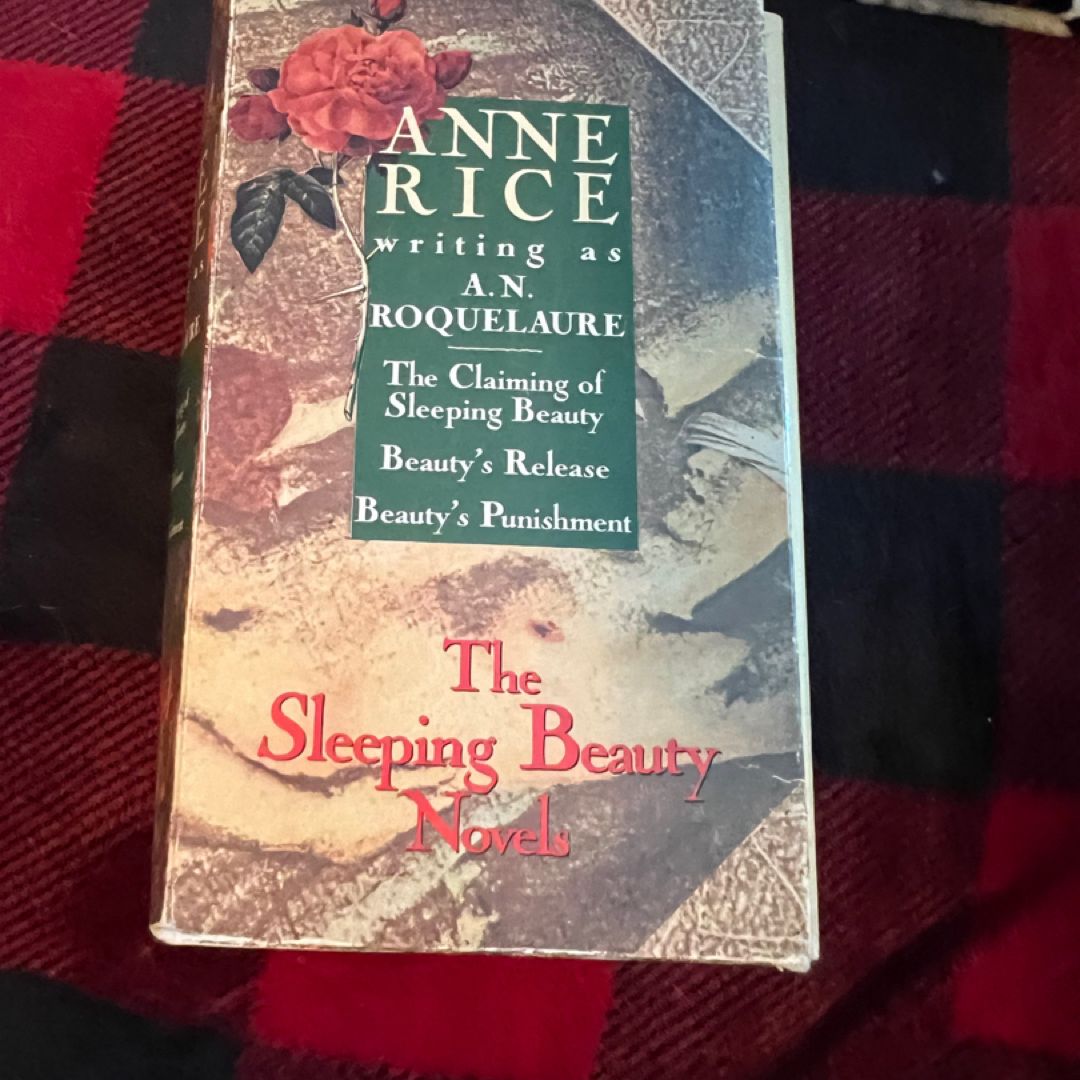 ANNE
RICE
writing as
A.N.
ROQUELAURE
The Claiming of
Sleeping Beauty
Beauty's Release
Beauty's Punishment
The
Sleeping Beauty
Novels